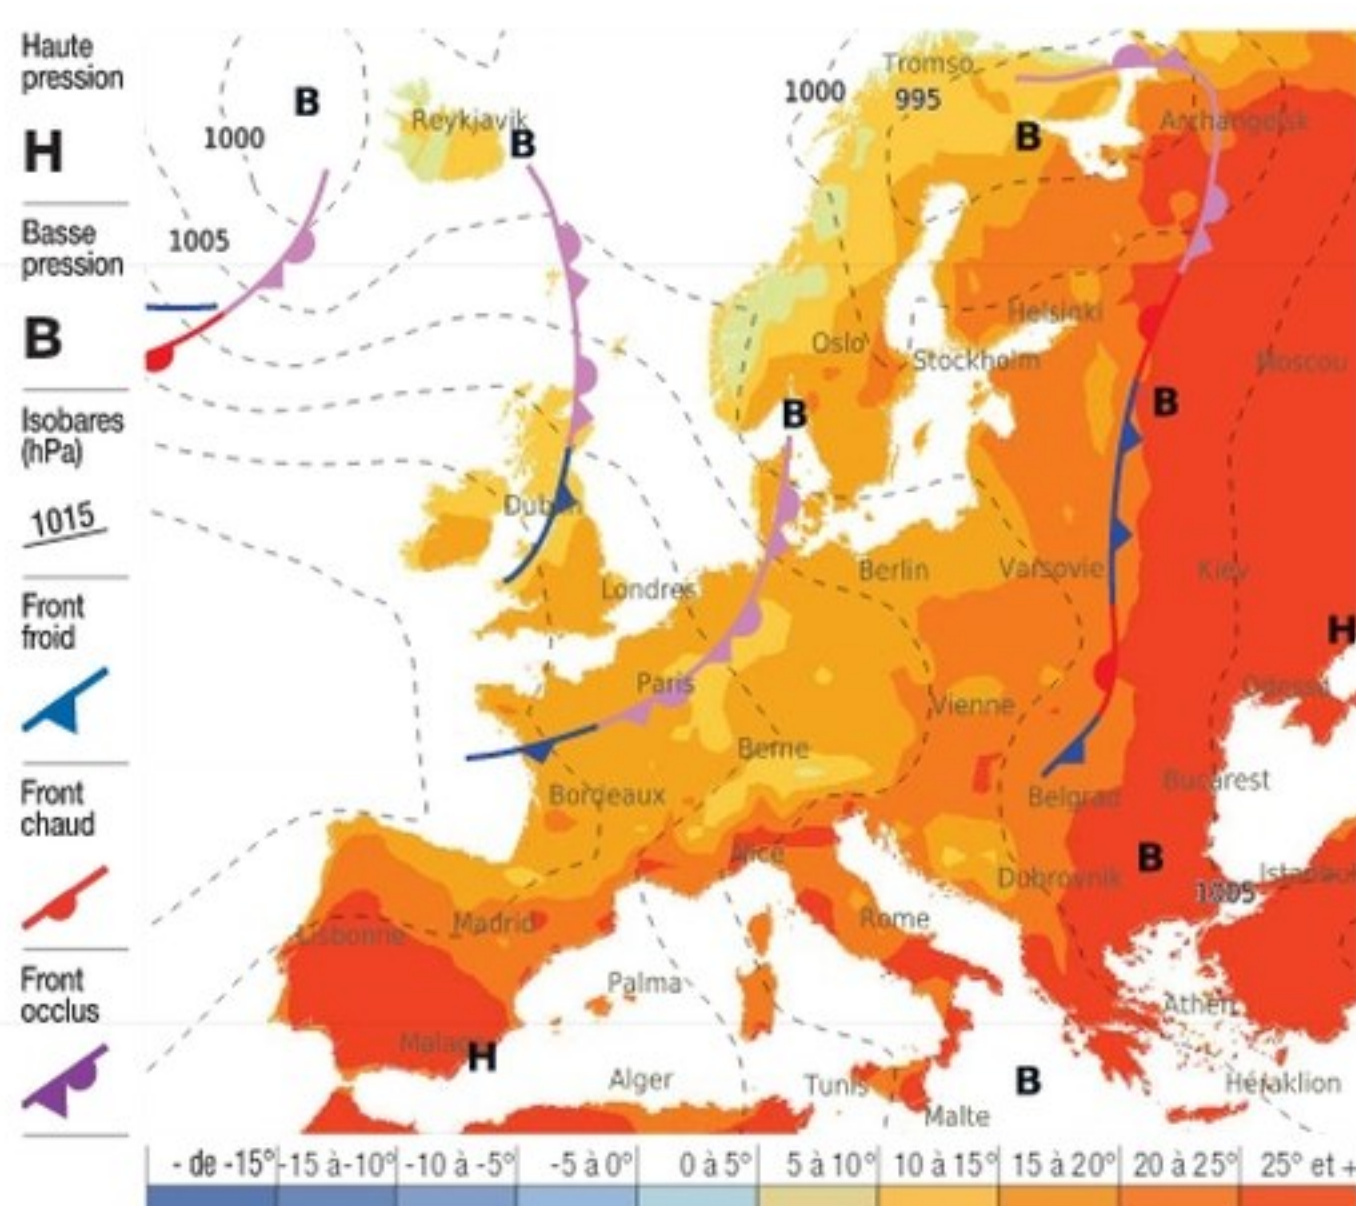 Haute
pression
H
Basse
pression
B
Isobares
(hPa)
1015
Front
froid
Front
chaud
Front
occlus
B
1000
Reykjavik
B
1005
Tromso
1000
995
B
Archangelsk
Helsinki
Oslo
Stockholm
Moscou
B
B
Dublin
Londres
Berlin
Varsovie
Kiev
H
Paris
Vienne
Odessa
Berne
Bordeaux
Belgrad
Bucarest
Nice
B
Dobrovnik
Istanbul
1005
Lisbonne
Madrid
Rome
Palma
Athen
Malaga
H
Alger
Tunis
B
Héraklion
Malte
- de -15°
-15 à-10°
-10 à -5°
-5 à 0°
0 à 5°
5 à 10°
10 à 15°
15 à 20°
20 à 25°
25° et +